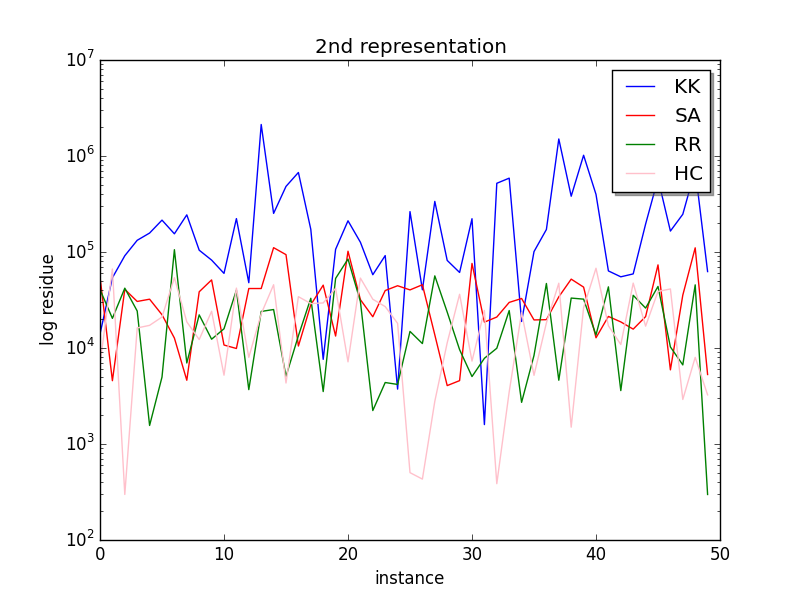 2nd representation
10^7
10^6
10^5
10^4
10^3
10^2
log residue
KK
SA
RR
HC
0 10 20 30 40 50
instance